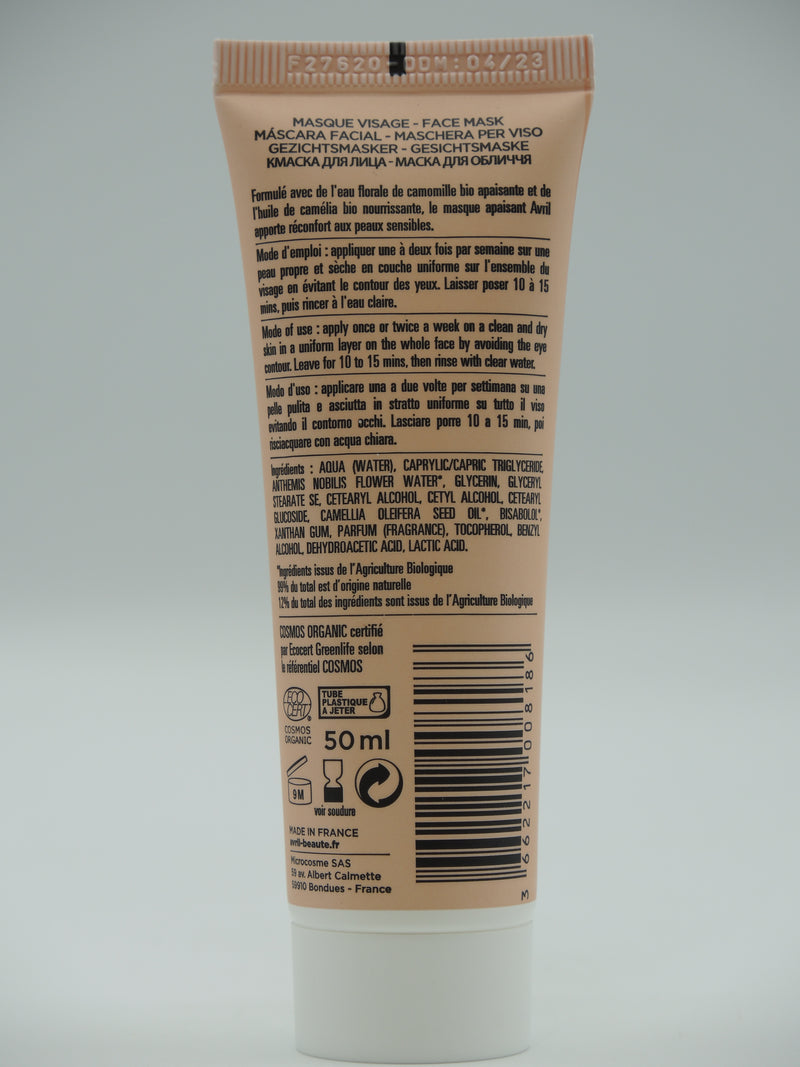 F27620 DDM:04/23
MASQUE VISAGE - FACE MASK
MÁSCARA FACIAL - MASCHERA PER VISO
GEZICHTSMASKER - GESICHTSMASKE
КМАСКА ДЛЯ ЛИЦА - МАСКА ДЛЯ ОБЛИЧЧЯ
Formulé avec de l'eau florale de camomille bio apaisante et de
l'huile de camélia bio nourrissante, le masque apaisant Avril
apporte réconfort aux peaux sensibles.
Mode d'emploi : appliquer une à deux fois par semaine sur une
peau propre et sèche en couche uniforme sur l'ensemble du
visage en évitant le contour des yeux. Laisser poser 10 à 15
mins, puis rincer à l'eau claire.
Mode of use : apply once or twice a week on a clean and dry
skin in a uniform layer on the whole face by avoiding the eye
contour. Leave for 10 to 15 mins, then rinse with clear water.
Modo d'uso : applicare una a due volte per settimana su una
pelle pulita e asciutta in stratto uniforme su tutto il viso
evitando il contorno occhi. Lasciare porre 10 a 15 min, poi
risciacquare con acqua chiara.
Ingrédients : AQUA (WATER), CAPRYLIC/CAPRIC TRIGLYCERIDE,
ANTHEMIS NOBILIS FLOWER WATER*, GLYCERIN, GLYCERYL
STEARATE SE, CETEARYL ALCOHOL, CETYL ALCOHOL, CETEARYL
GLUCOSIDE, CAMELLIA OLEIFERA SEED OIL*, BISABOLOL*,
XANTHAN GUM, PARFUM (FRAGRANCE), TOCOPHEROL, BENZYL
ALCOHOL, DEHYDROACETIC ACID, LACTIC ACID.
*Ingrédients issus de l'Agriculture Biologique
99% du total est d'origine naturelle
12% du total des ingrédients sont issus de l'Agriculture Biologique
COSMOS ORGANIC certifié
par Ecocert Greenlife selon
le référentiel COSMOS
ECO
CERT
COSMOS
ORGANIC
TUBE
PLASTIQUE
A JETER
50 ml
9M
voir soudure
MADE IN FRANCE
avril-beaute.fr
Microcosme SAS
59 av. Albert Calmette
59910 Bondues - France
3 662217 008186